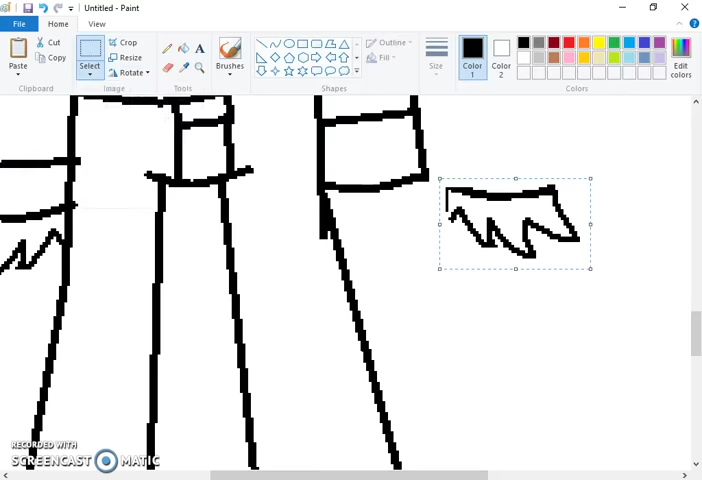 Untitled - Paint
File Home View
Paste Cut Copy Clipboard
Select Crop Resize Rotate Image
Tools
Brushes
Shapes Outline Fill
Size
Color 1 Color 2 Edit colors Colors
RECORDED WITH
SCREENCAST MATIC